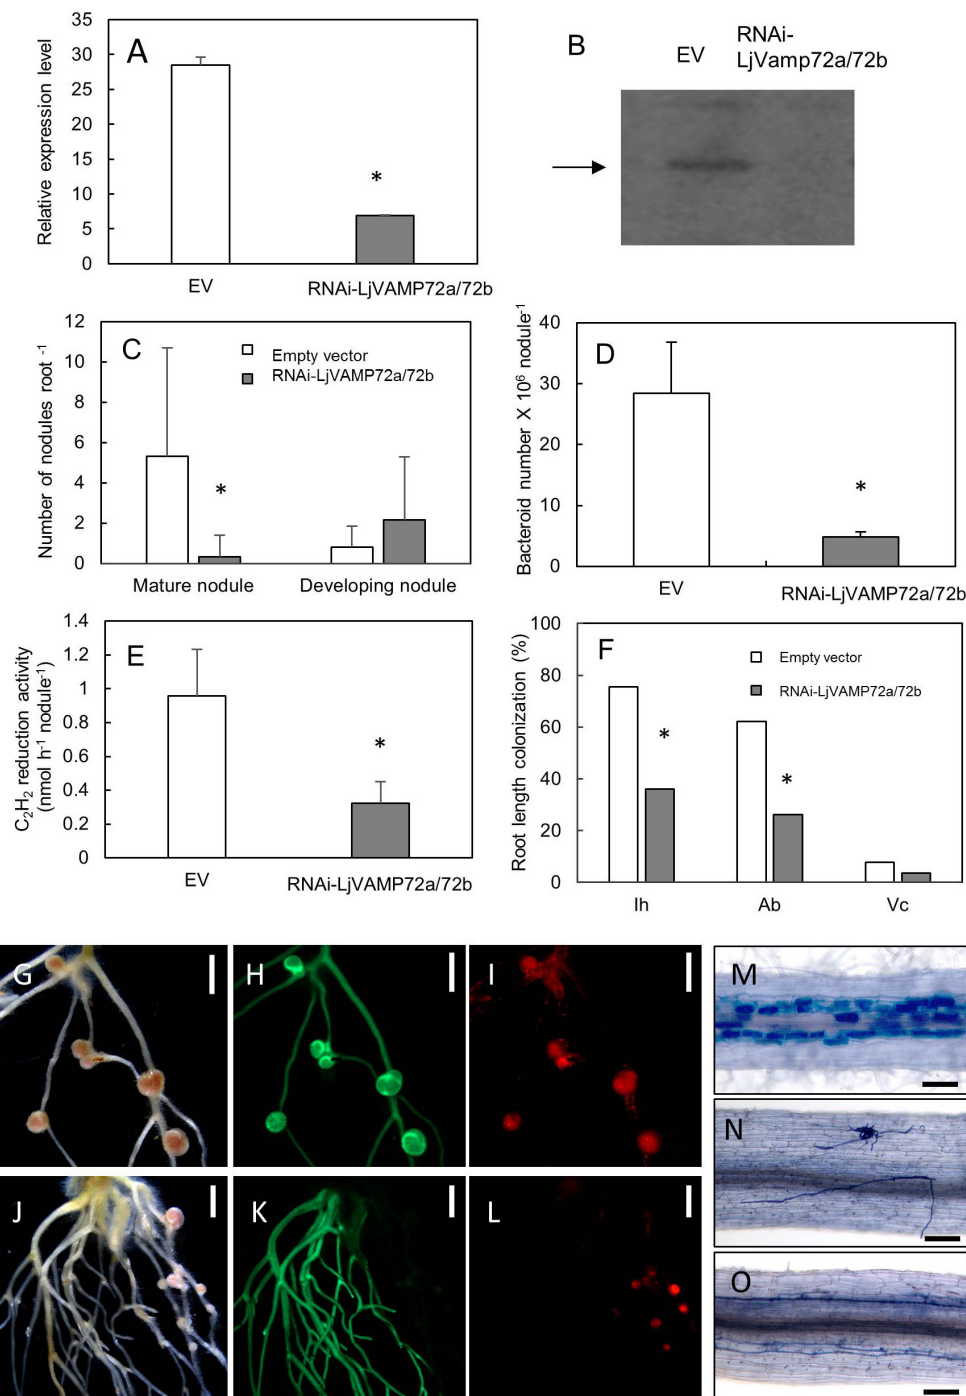 A
Relative expression level
35
30
25
20
15
10
5
0
*
EV
RNAi-LjVAMP72a/72b
B
EV
RNAi-
LjVamp72a/72b
C
Number of nodules root -1
12
10
8
6
4
2
0
Empty vector
RNAi-LjVAMP72a/72b
*
Mature nodule
Developing nodule
D
Bacteroid number X 10⁶ nodule⁻¹
40
30
20
10
0
*
EV
RNAi-LjVAMP72a/72b
E
C₂H₂ reduction activity
(nmol h⁻¹ nodule⁻¹)
1.4
1.2
1
0.8
0.6
0.4
0.2
0
*
EV
RNAi-LjVAMP72a/72b
F
Root length colonization (%)
100
80
60
40
20
0
Empty vector
RNAi-LjVAMP72a/72b
*
*
Ih
Ab
Vc
G
H
I
J
K
L
M
N
O